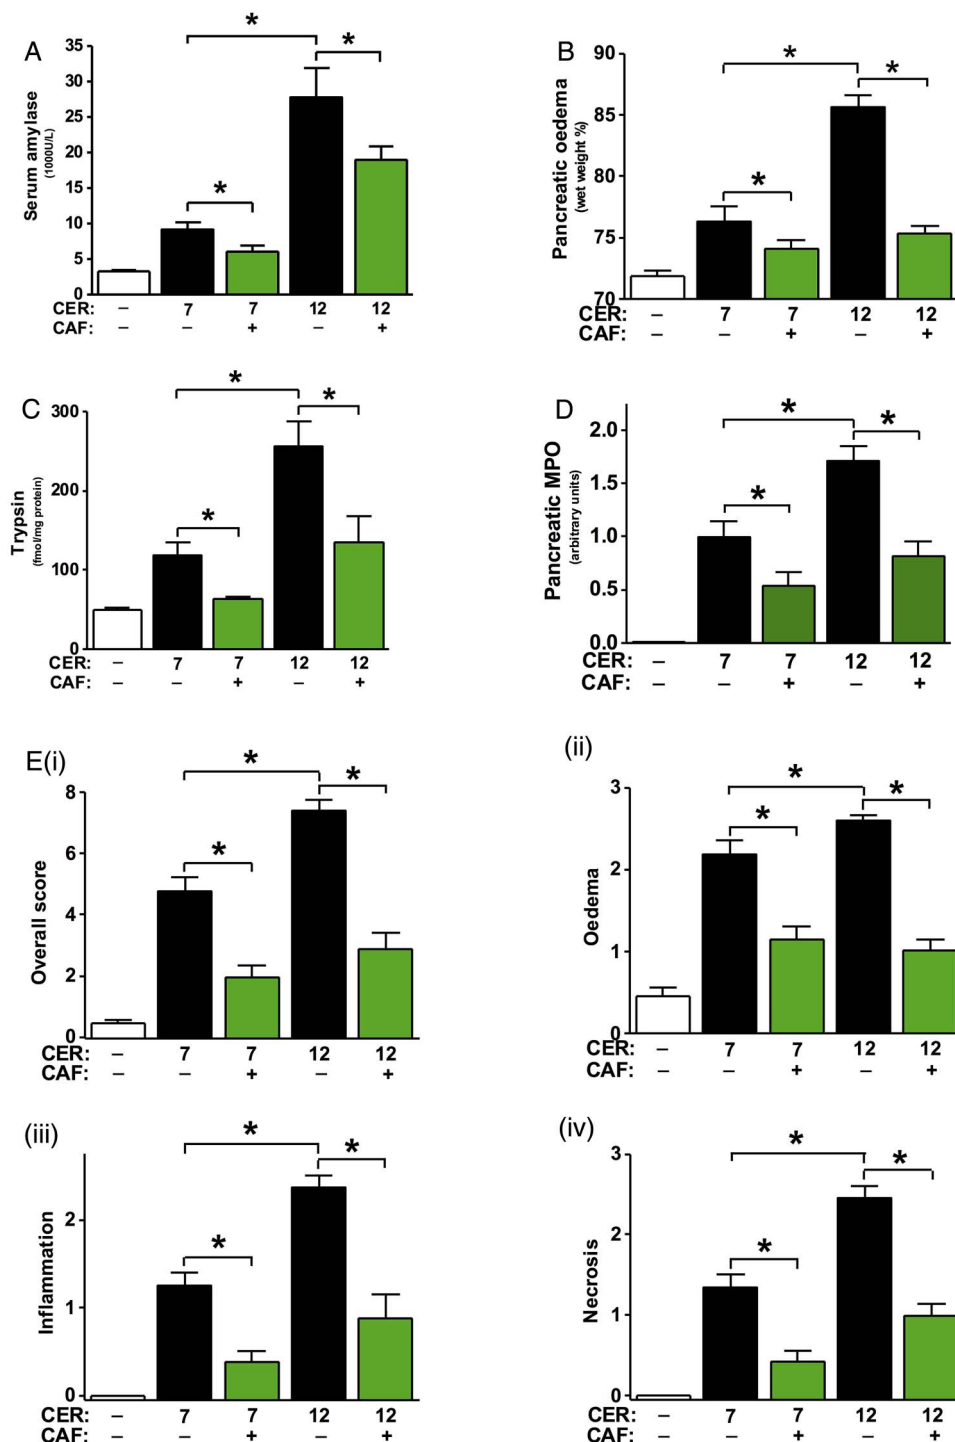 A
Serum amylase
(1000U/L)
35
30
25
20
15
10
5
0
* * *
CER: – 7 7 12 12
CAF: – – + – +
B
Pancreatic oedema
(wet weight %)
90
85
80
75
70
* * *
CER: – 7 7 12 12
CAF: – – + – +
C
Trypsin
(fmol/mg protein)
300
200
100
0
* * *
CER: – 7 7 12 12
CAF: – – + – +
D
Pancreatic MPO
(arbitrary units)
2.0
1.5
1.0
0.5
0.0
* * *
CER: – 7 7 12 12
CAF: – – + – +
E(i)
Overall score
8
6
4
2
0
* * *
CER: – 7 7 12 12
CAF: – – + – +
(ii)
Oedema
3
2
1
0
* * *
CER: – 7 7 12 12
CAF: – – + – +
(iii)
Inflammation
2
1
0
* * *
CER: – 7 7 12 12
CAF: – – + – +
(iv)
Necrosis
3
2
1
0
* * *
CER: – 7 7 12 12
CAF: – – + – +